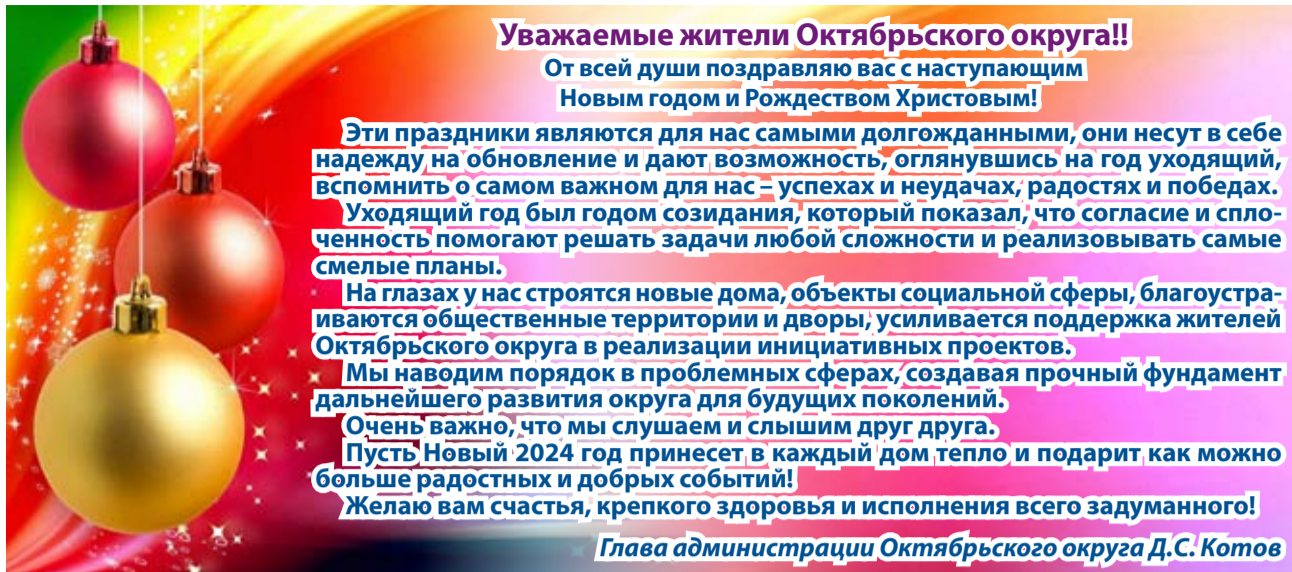 Уважаемые жители Октябрьского округа!!
От всей души поздравляю вас с наступающим
Новым годом и Рождеством Христовым!
Эти праздники являются для нас самыми долгожданными, они несут в себе
надежду на обновление и дают возможность, оглянувшись на год уходящий,
вспомнить о самом важном для нас – успехах и неудачах, радостях и победах.
Уходящий год был годом созидания, который показал, что согласие и спло-
ченность помогают решать задачи любой сложности и реализовывать самые
смелые планы.
На глазах у нас строятся новые дома, объекты социальной сферы, благоустра-
иваются общественные территории и дворы, усиливается поддержка жителей
Октябрьского округа в реализации инициативных проектов.
Мы наводим порядок в проблемных сферах, создавая прочный фундамент
дальнейшего развития округа для будущих поколений.
Очень важно, что мы слушаем и слышим друг друга.
Пусть Новый 2024 год принесет в каждый дом тепло и подарит как можно
больше радостных и добрых событий!
Желаю вам счастья, крепкого здоровья и исполнения всего задуманного!
Глава администрации Октябрьского округа Д.С. Котов